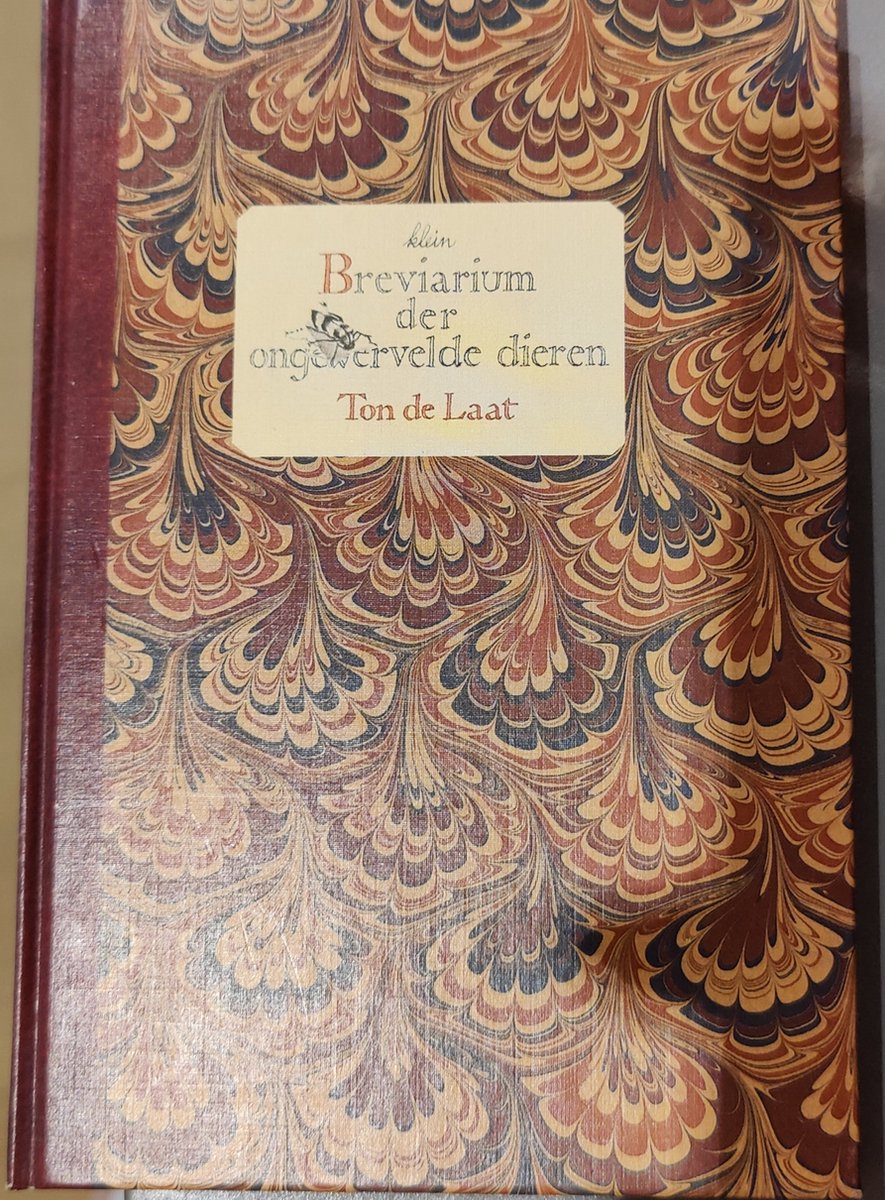 klein
Breviarium
der
ongewervelde dieren
Ton de Laat